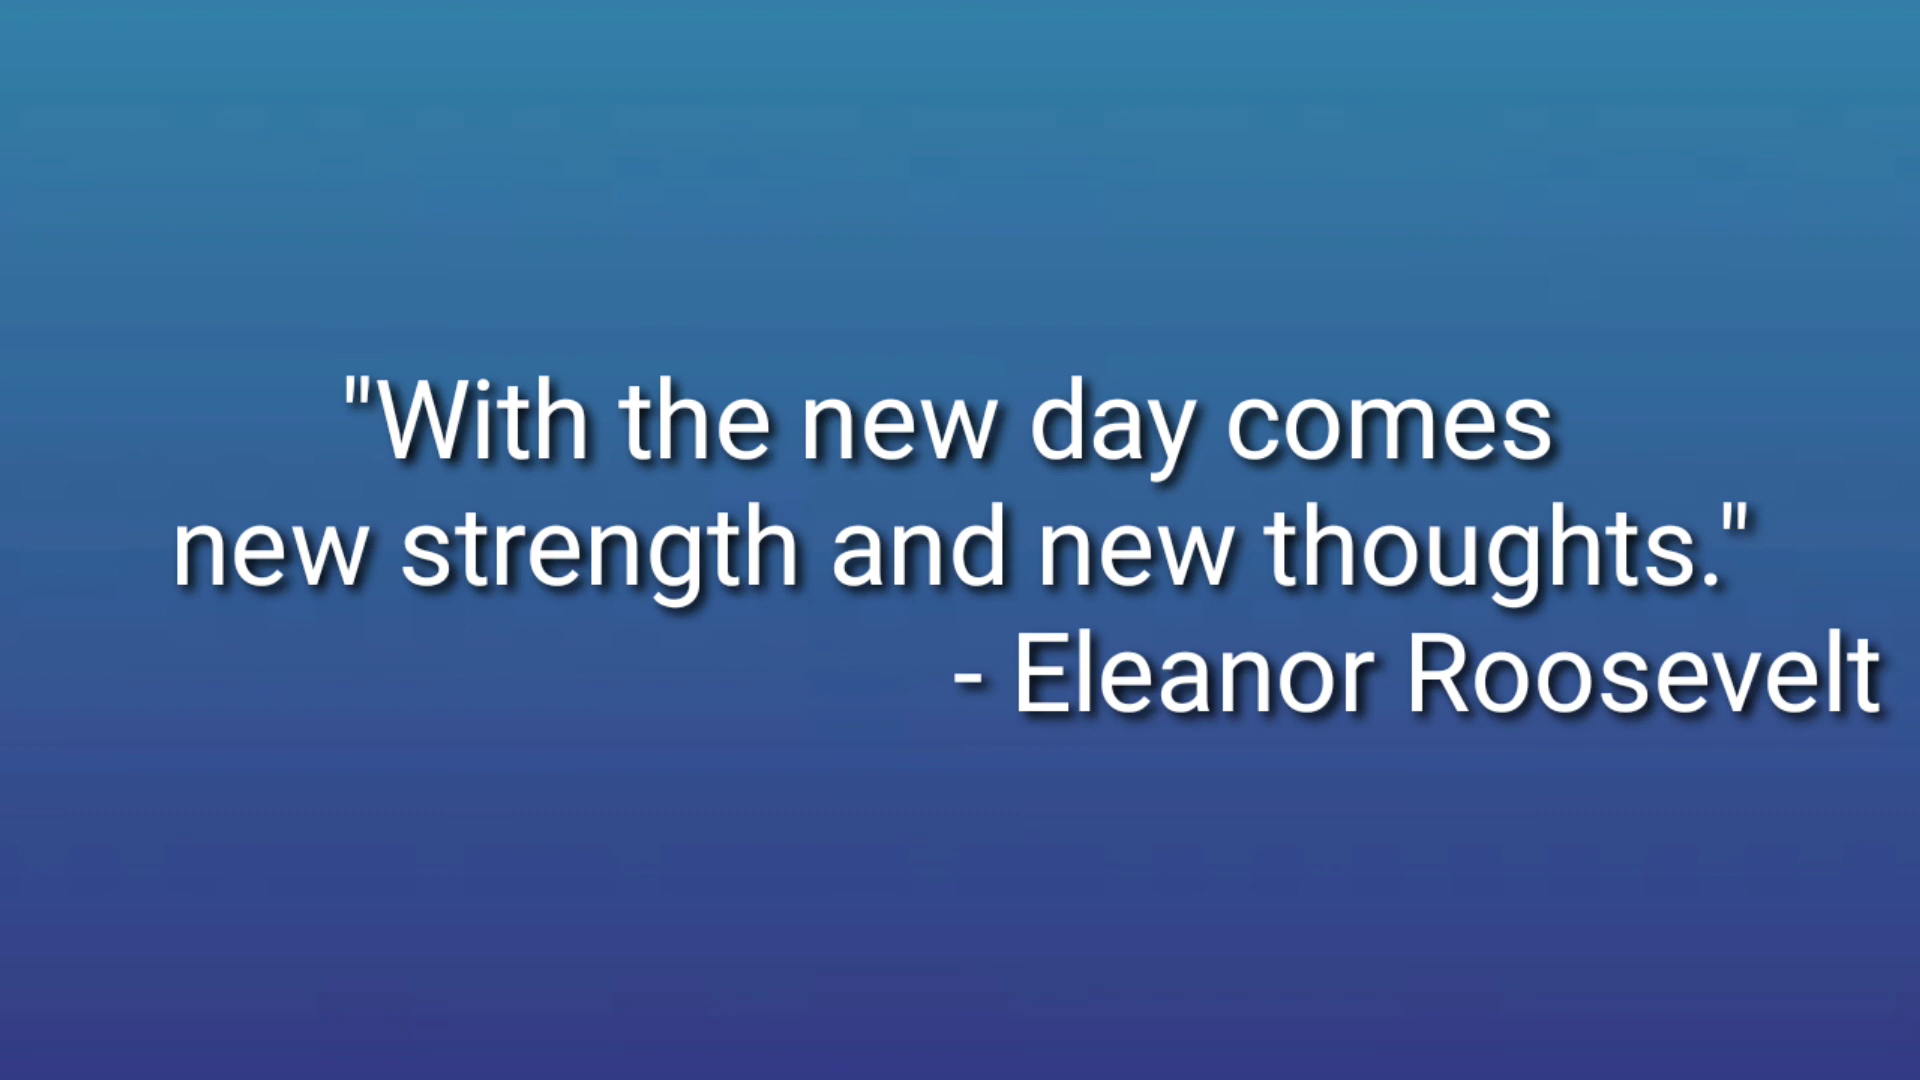 "With the new day comes
new strength and new thoughts."
- Eleanor Roosevelt